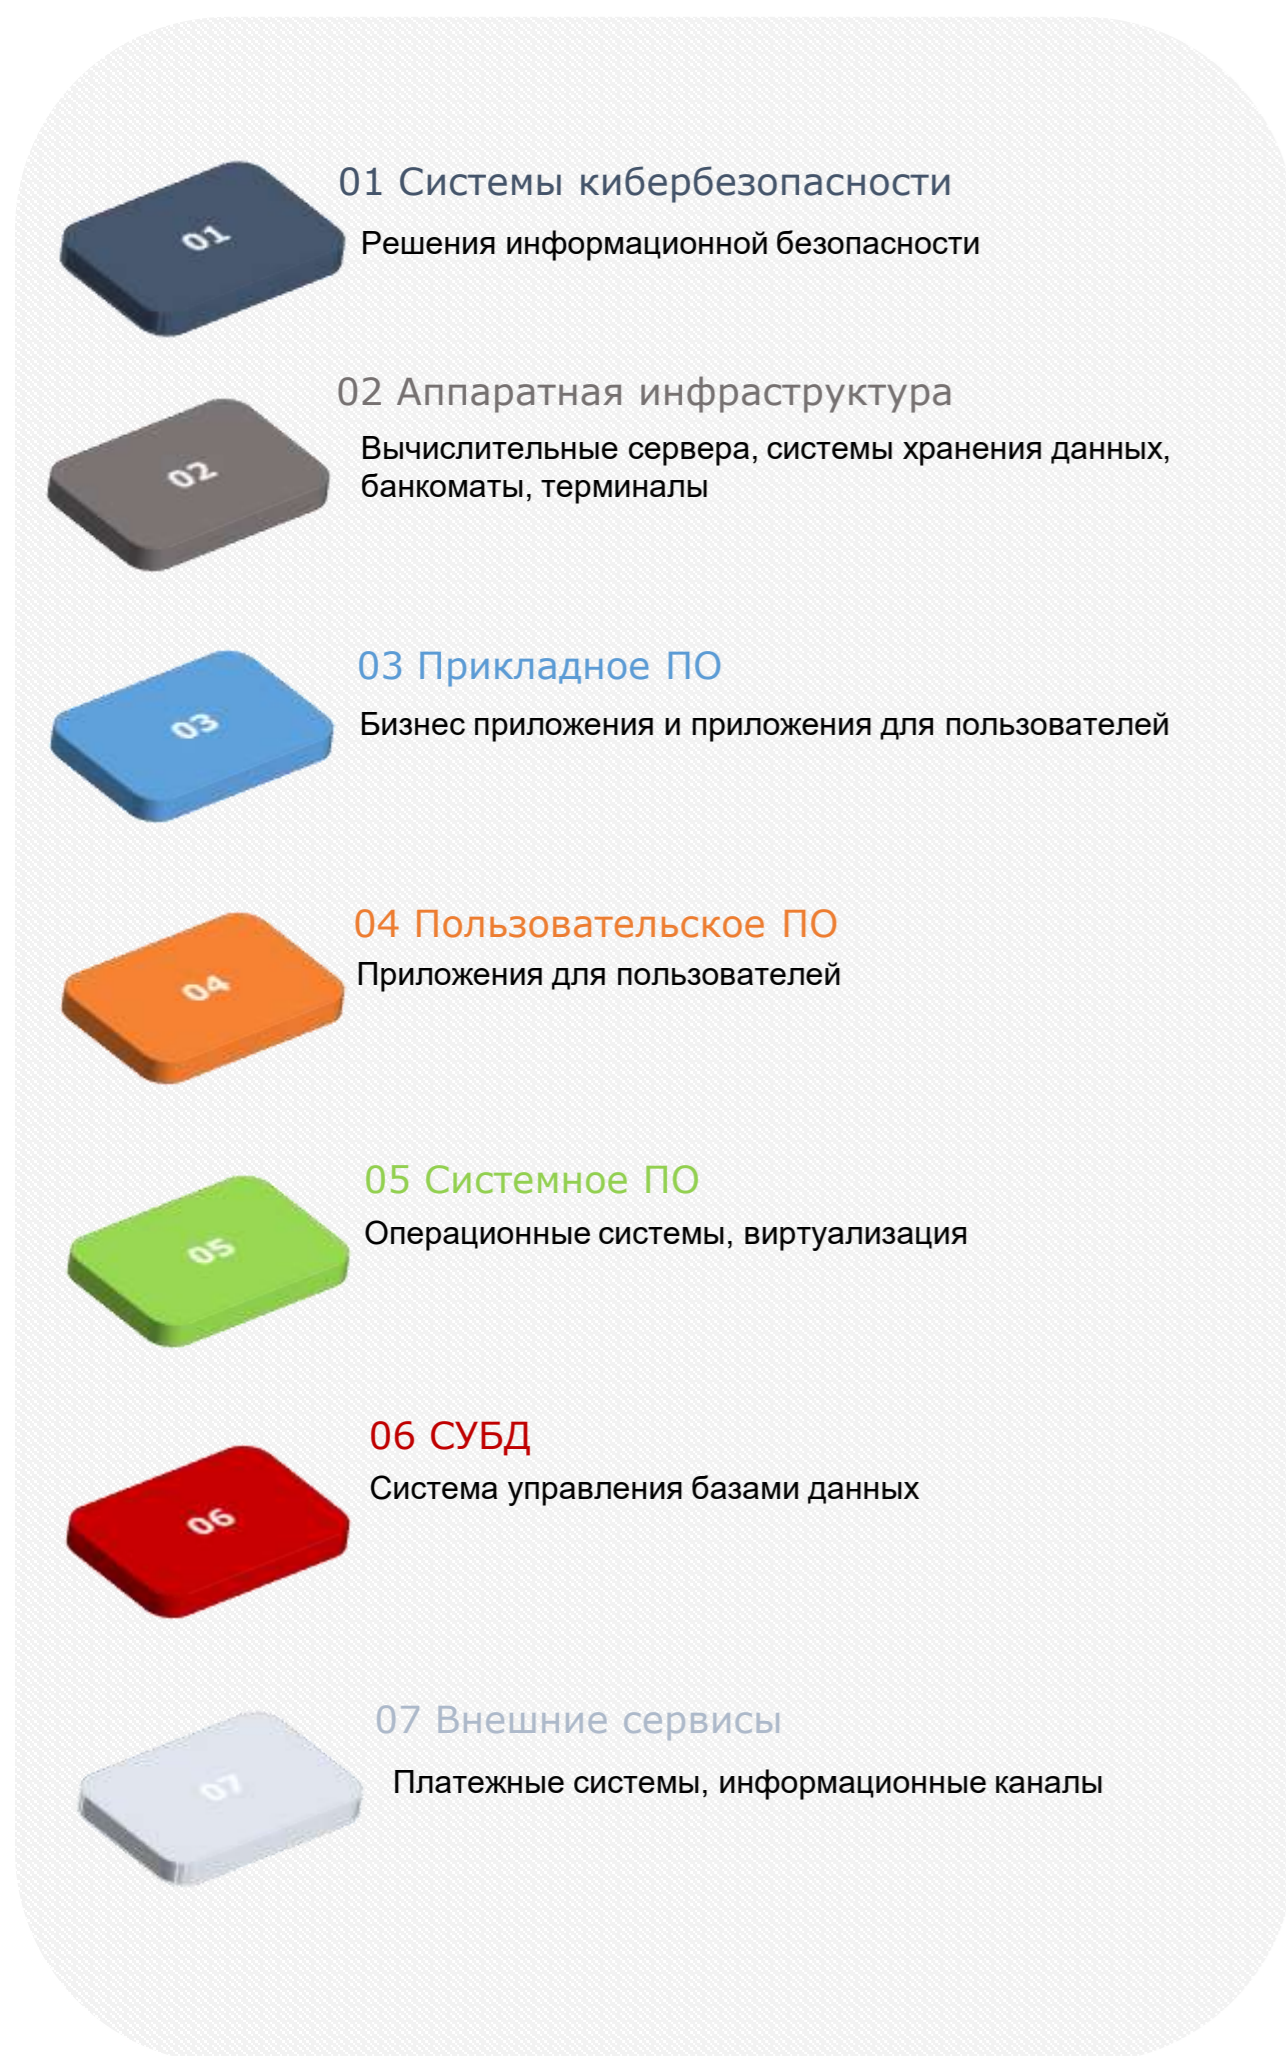 01 Системы кибербезопасности
01
Решения информационной безопасности
02 Аппаратная инфраструктура
02
Вычислительные сервера, системы хранения данных,
банкоматы, терминалы
03 Прикладное ПО
03
Бизнес приложения и приложения для пользователей
04 Пользовательское ПО
04
Приложения для пользователей
05 Системное ПО
05
Операционные системы, виртуализация
06 СУБД
06
Система управления базами данных
07 Внешние сервисы
07
Платежные системы, информационные каналы